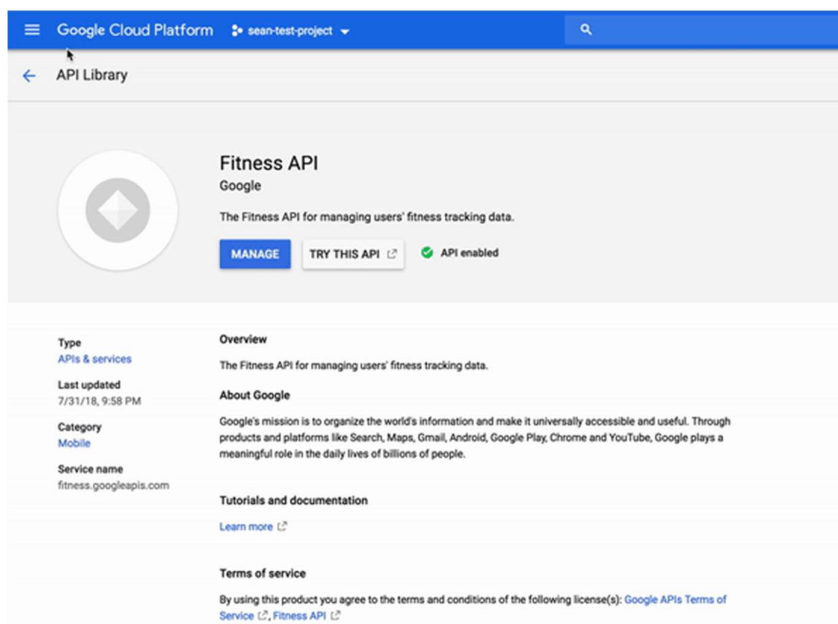 Google Cloud Platform sean-test-project
API Library
Fitness API
Google
The Fitness API for managing users' fitness tracking data.
MANAGE TRY THIS API API enabled
Type
APIs & services
Last updated
7/31/18, 9:58 PM
Category
Mobile
Service name
fitness.googleapis.com
Overview
The Fitness API for managing users' fitness tracking data.
About Google
Google's mission is to organize the world's information and make it universally accessible and useful. Through
products and platforms like Search, Maps, Gmail, Android, Google Play, Chrome and YouTube, Google plays a
meaningful role in the daily lives of billions of people.
Tutorials and documentation
Learn more
Terms of service
By using this product you agree to the terms and conditions of the following license(s): Google APIs Terms of
Service, Fitness API